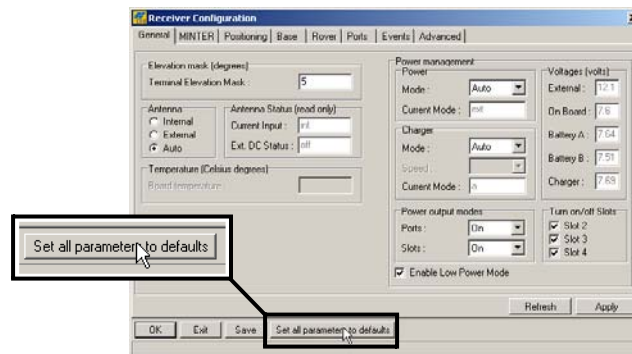 Receiver Configuration
General MINTER Positioning Base Rover Ports Events Advanced
Elevation mask (degrees)
Terminal Elevation Mask : 5
Antenna
Internal
External
Auto
Antenna Status (read only)
Current Input : int
Ext. DC Status : off
Temperature (Celsius degrees)
Board temperature :
Power management
Power
Mode : Auto
Current Mode : ext
Charger
Mode : Auto
Speed :
Current Mode : a
Power output modes
Ports : On
Slots : On
Enable Low Power Mode
Voltages (volts)
External : 12.1
On Board : 7.6
Battery A : 7.64
Battery B : 7.51
Charger : 7.69
Turn on/off Slots
Slot 2
Slot 3
Slot 4
Refresh Apply
OK Exit Save Set all parameters to defaults
Set all parameters to defaults